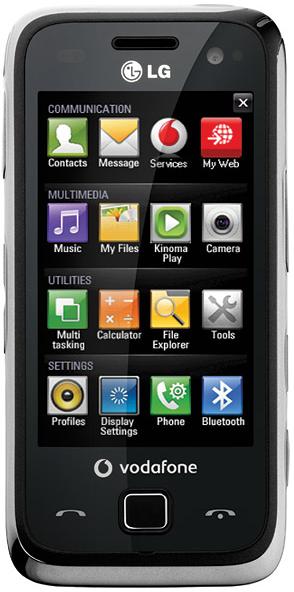 LG
COMMUNICATION
Contacts Message Services My Web
MULTIMEDIA
Music My Files Kinoma Play Camera
UTILITIES
Multi tasking Calculator File Explorer Tools
SETTINGS
Profiles Display Settings Phone Bluetooth
vodafone